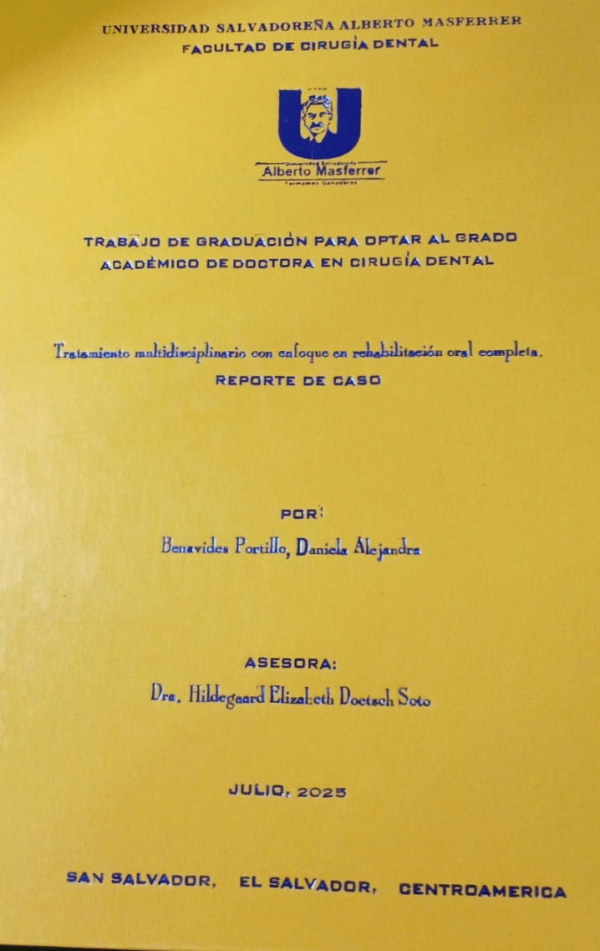 UNIVERSIDAD SALVADOREÑA ALBERTO MASFERRER
FACULTAD DE CIRUGÍA DENTAL
Universidad Salvadoreña
Alberto Masferrer
TRABAJO DE GRADUACIÓN PARA OPTAR AL GRADO
ACADÉMICO DE DOCTORA EN CIRUGÍA DENTAL
Tratamiento multidisciplinario con enfoque en rehabilitación oral completa.
REPORTE DE CASO
POR:
Benavides Portillo, Daniela Alejandra
ASESORA:
Dra. Hildegaard Elizabeth Doetsch Soto
JULIO, 2025
SAN SALVADOR, EL SALVADOR, CENTROAMERICA